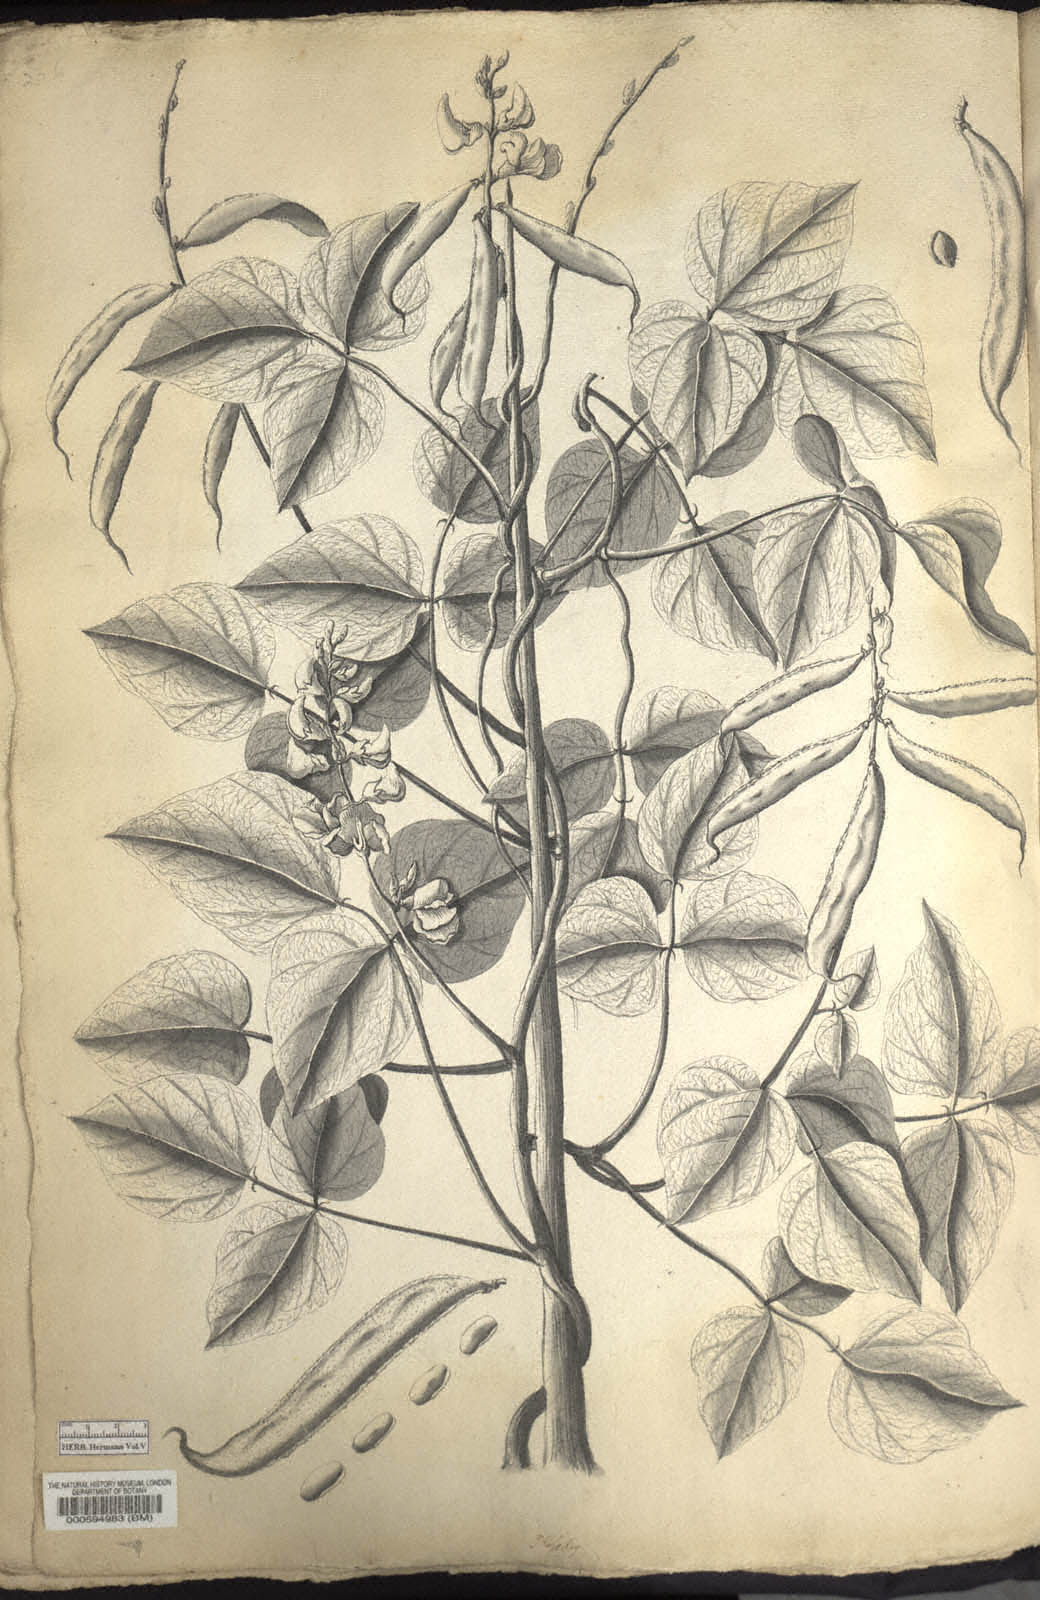 HERB. Hermann Vol. V
THE NATURAL HISTORY MUSEUM, LONDON
DEPARTMENT OF BOTANY
000594983 (BM)